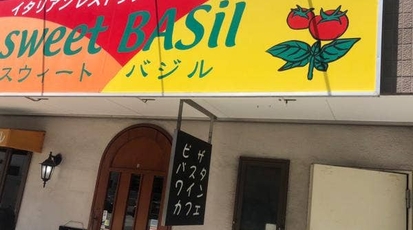 イタリアンレストラン
sweet BASil
スウィート バジル
ピザ
パスタ
ワイン
カフェ